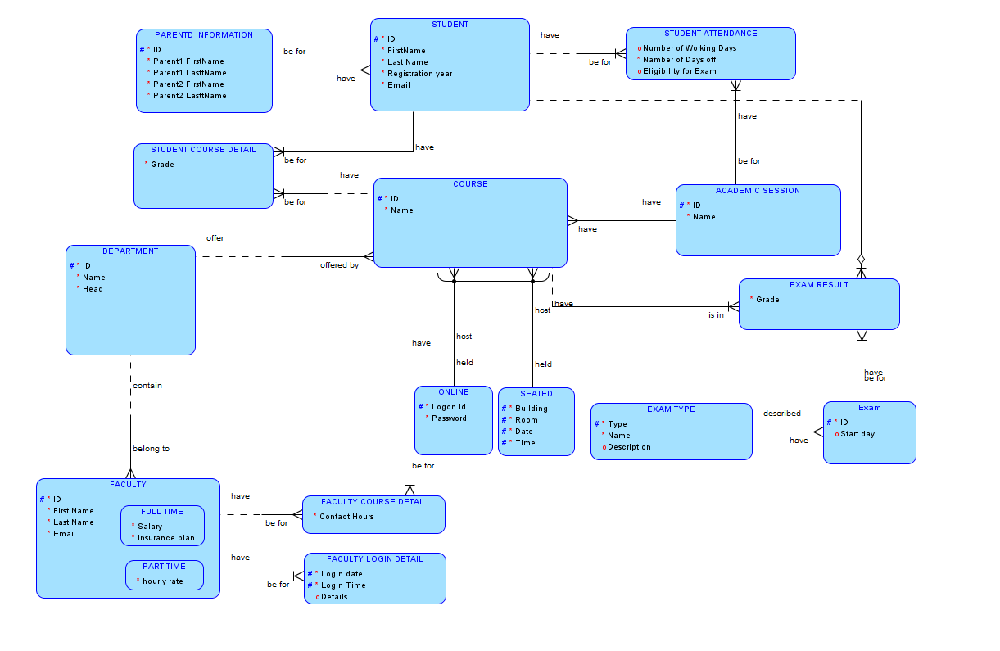 PARENTD INFORMATION
# * ID
* Parent1 FirstName
* Parent1 LasttName
* Parent2 FirstName
* Parent2 LasttName
be for
have
STUDENT
# * ID
* FirstName
* Last Name
* Registration year
* Email
have
be for
STUDENT ATTENDANCE
o Number of Working Days
* Namber of Days off
o Eligibility for Exam
have
be for
STUDENT COURSE DETAIL
* Grade
be for
have
have
be for
COURSE
# * ID
* Name
have
have
ACADEMIC SESSION
# * ID
* Name
DEPARTMENT
# * ID
* Name
* Head
offer
offered by
EXAM RESULT
* Grade
have
is in
host
host
have
held
held
contain
belong to
have
be for
ONLINE
# * Logon Id
* Password
SEATED
# * Building
# * Room
# * Date
# * Time
EXAM TYPE
# * Type
* Name
o Description
described
have
Exam
# * ID
o Start day
be for
FACULTY
# * ID
* First Name
* Last Name
* Email
FULL TIME
* Salary
* Insurance plan
PART TIME
* hourly rate
have
be for
FACULTY COURSE DETAIL
* Contact Hours
have
be for
FACULTY LOGIN DETAIL
# * Login date
# * Login Time
o Details